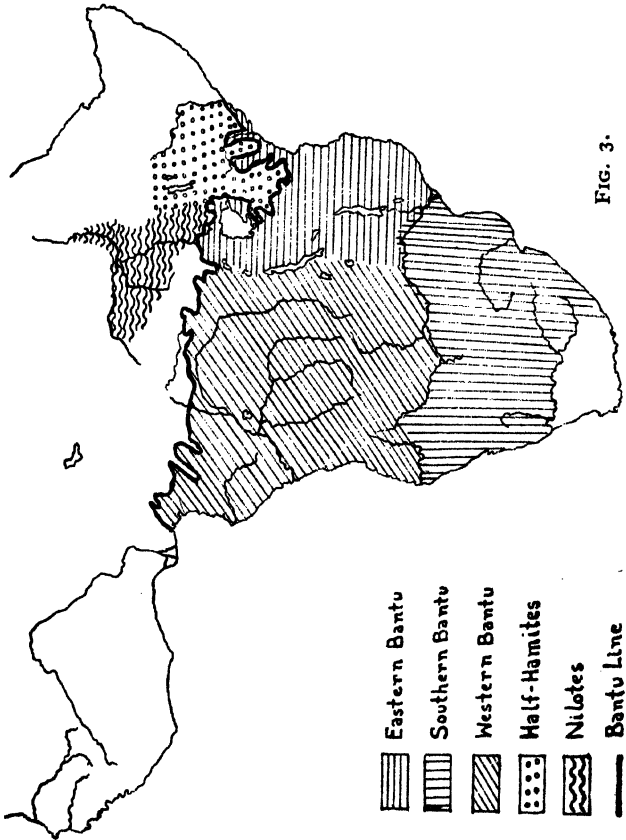 Eastern Bantu
Southern Bantu
Western Bantu
Half-Hamites
Nilotes
Bantu Line
FIG. 3.